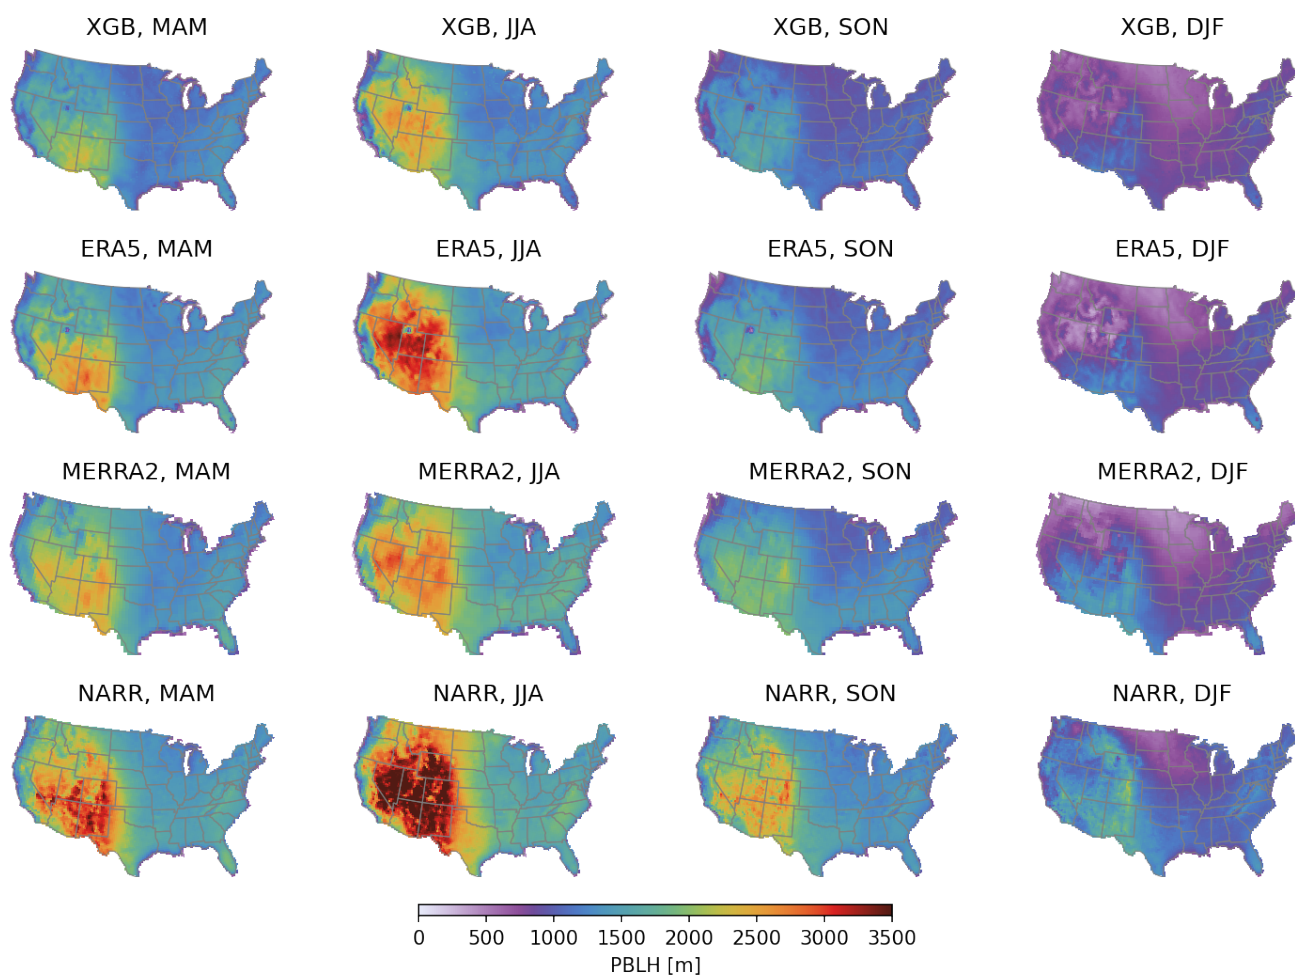 XGB, MAM
XGB, JJA
XGB, SON
XGB, DJF
ERA5, MAM
ERA5, JJA
ERA5, SON
ERA5, DJF
MERRA2, MAM
MERRA2, JJA
MERRA2, SON
MERRA2, DJF
NARR, MAM
NARR, JJA
NARR, SON
NARR, DJF
0 500 1000 1500 2000 2500 3000 3500
PBLH [m]